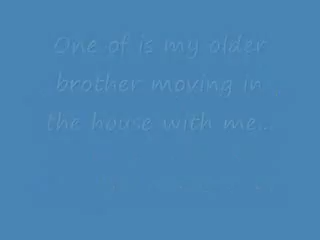 One of is my older
brother moving in
the house with me...